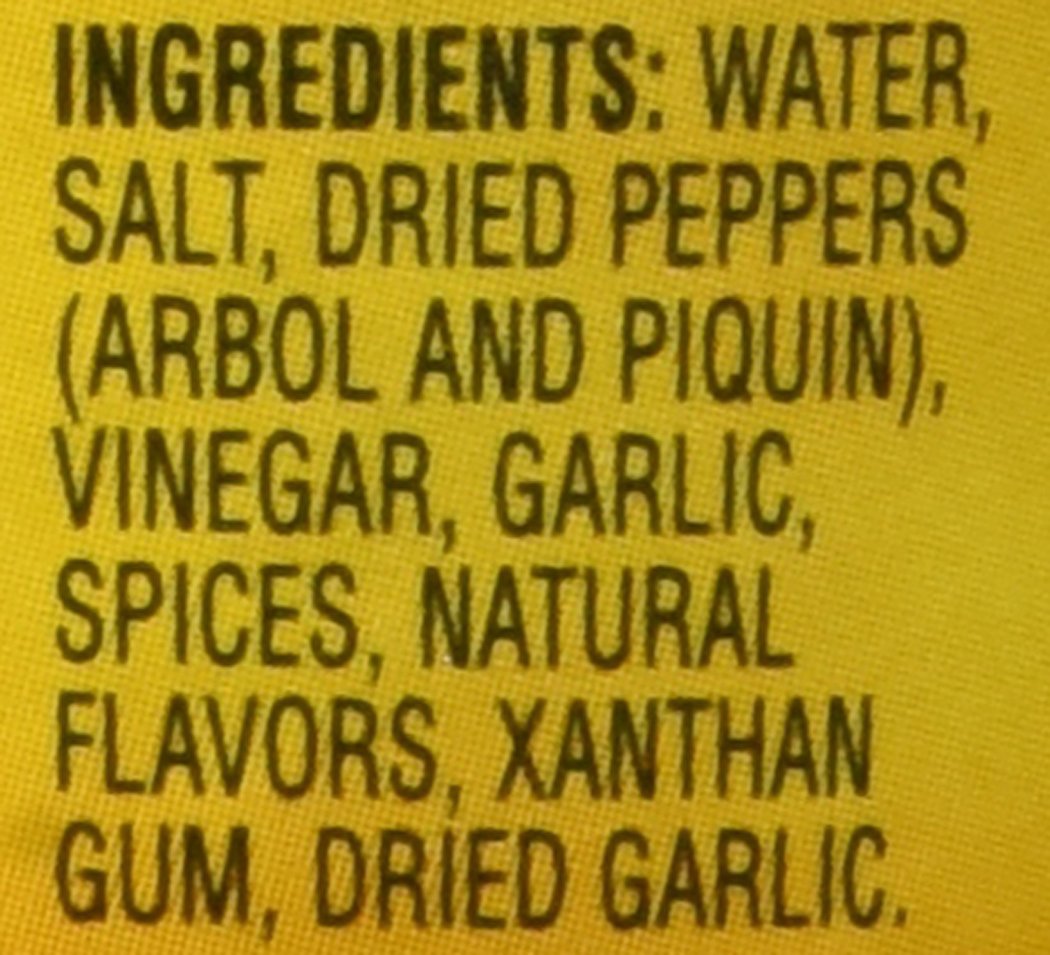 INGREDIENTS: WATER,
SALT, DRIED PEPPERS
(ARBOL AND PIQUIN),
VINEGAR, GARLIC,
SPICES, NATURAL
FLAVORS, XANTHAN
GUM, DRIED GARLIC.